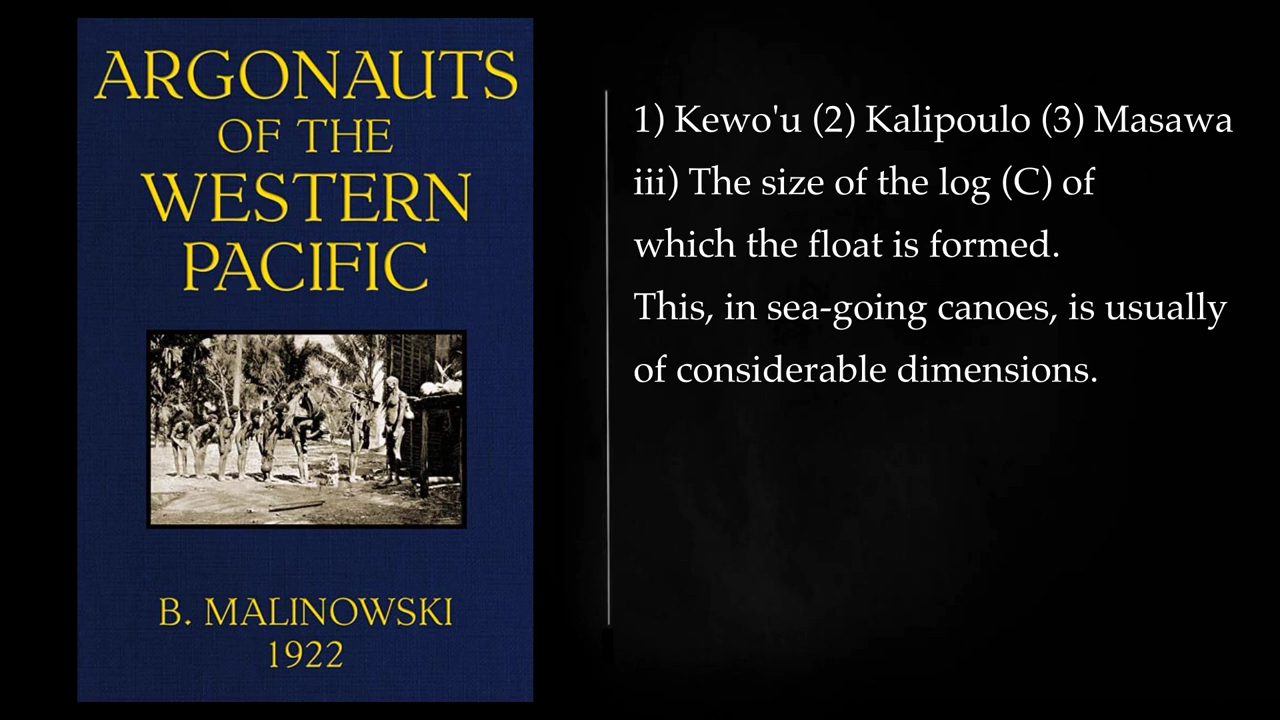 ARGONAUTS
OF THE
WESTERN
PACIFIC
B. MALINOWSKI
1922
1) Kewo'u (2) Kalipoulo (3) Masawa
iii) The size of the log (C) of
which the float is formed.
This, in sea-going canoes, is usually
of considerable dimensions.